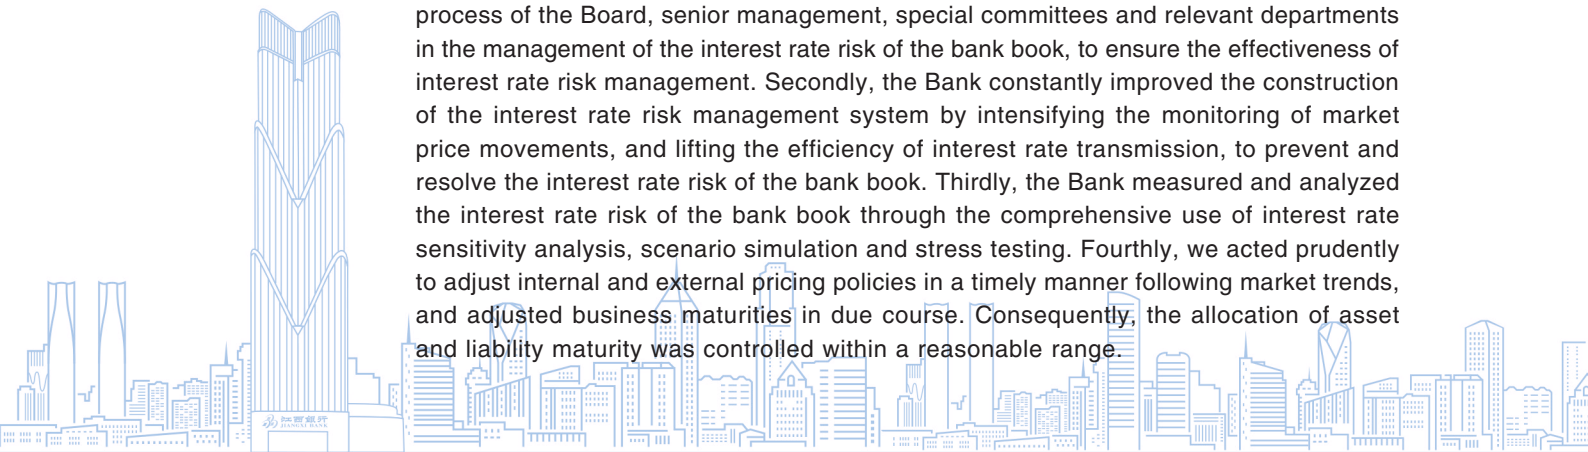 process of the Board, senior management, special committees and relevant departments
in the management of the interest rate risk of the bank book, to ensure the effectiveness of
interest rate risk management. Secondly, the Bank constantly improved the construction
of the interest rate risk management system by intensifying the monitoring of market
price movements, and lifting the efficiency of interest rate transmission, to prevent and
resolve the interest rate risk of the bank book. Thirdly, the Bank measured and analyzed
the interest rate risk of the bank book through the comprehensive use of interest rate
sensitivity analysis, scenario simulation and stress testing. Fourthly, we acted prudently
to adjust internal and external pricing policies in a timely manner following market trends,
and adjusted business maturities in due course. Consequently, the allocation of asset
and liability maturity was controlled within a reasonable range.
江西银行
JIANGXI BANK